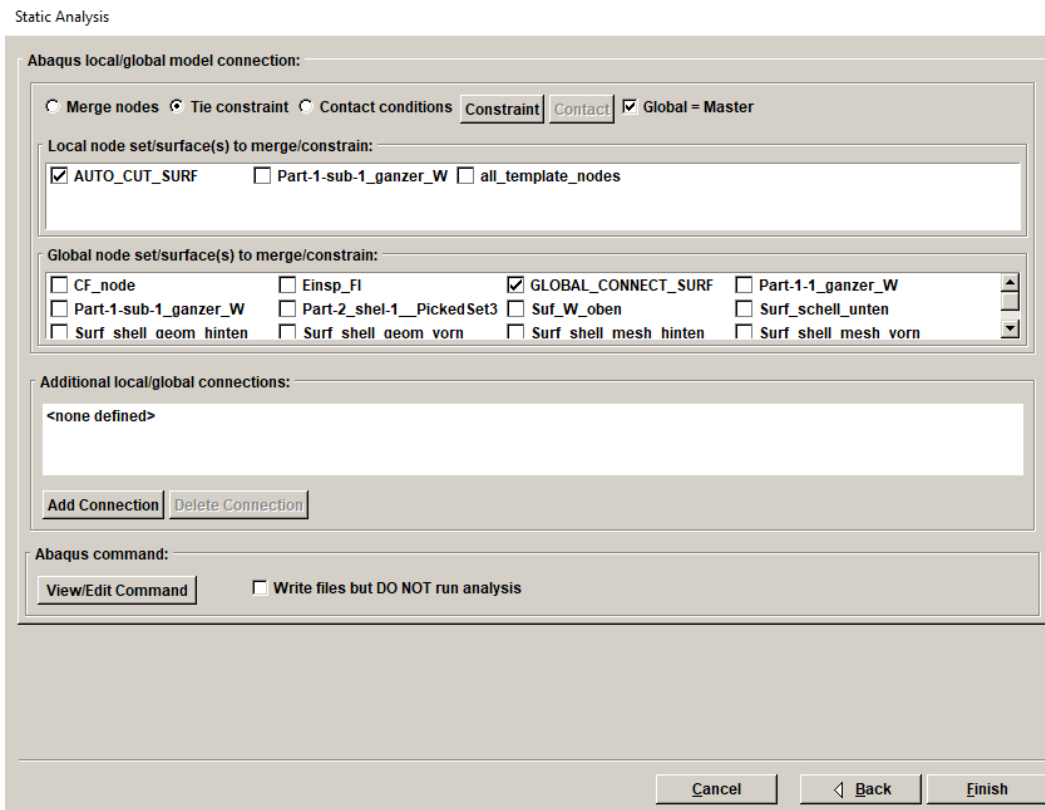 Static Analysis
Abaqus local/global model connection:
Merge nodes Tie constraint Contact conditions Constraint Contact Global = Master
Local node set/surface(s) to merge/constrain:
AUTO_CUT_SURF Part-1-sub-1_ganzer_W all_template_nodes
Global node set/surface(s) to merge/constrain:
CF_node Einsp_Fl GLOBAL_CONNECT_SURF Part-1-1_ganzer_W
Part-1-sub-1_ganzer_W Part-2_shel-1__PickedSet3 Suf_W_oben Surf_schell_unten
Surf_shell_geom_hinten Surf_shell_geom_vorn Surf_shell_mesh_hinten Surf_shell_mesh_vorn
Additional local/global connections:
<none defined>
Add Connection Delete Connection
Abaqus command:
View/Edit Command Write files but DO NOT run analysis
Cancel Back Finish